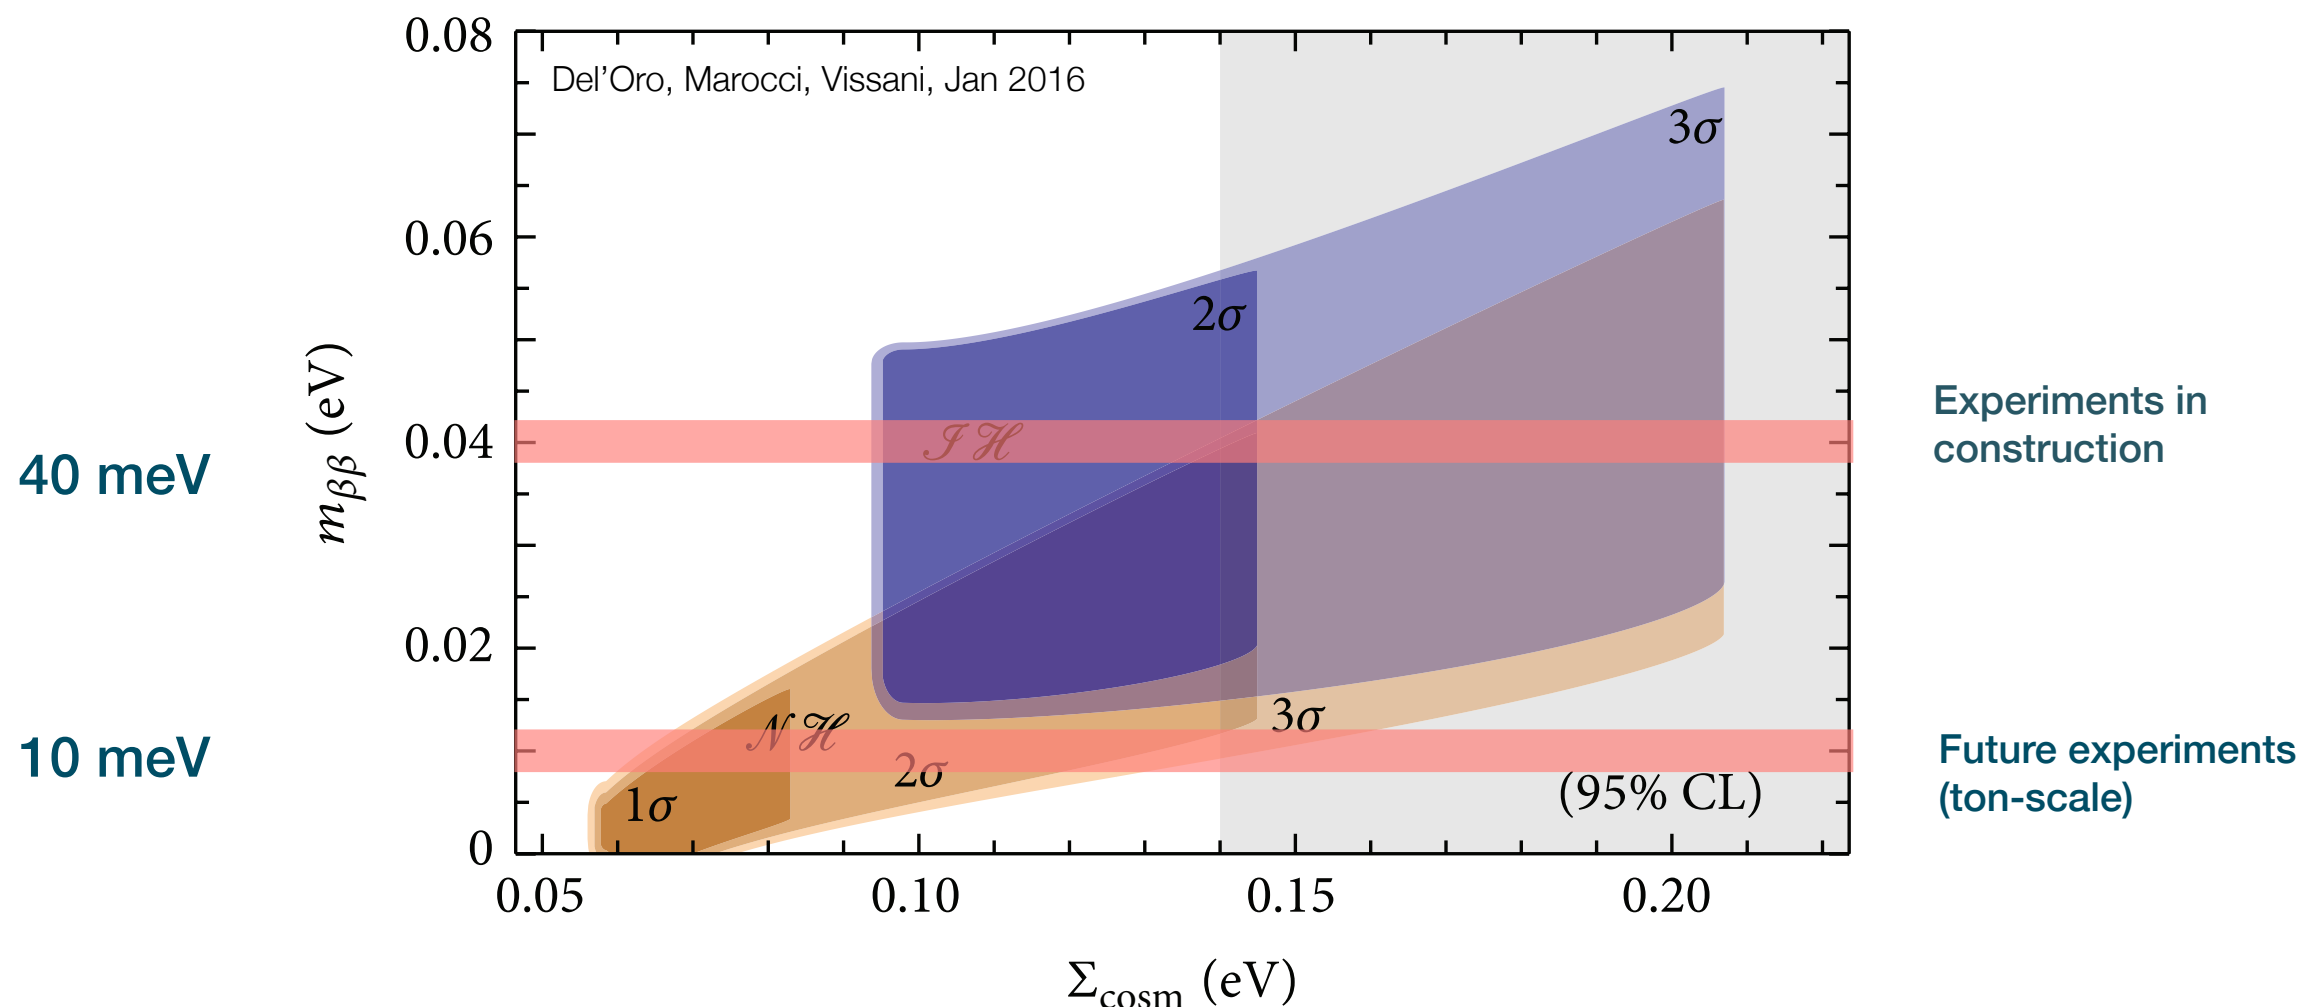 0.08
Del'Oro, Marocci, Vissani, Jan 2016
3σ
0.06
2σ
m_ββ (eV)
Experiments in
construction
0.04
ℐℋ
40 meV
0.02
3σ
𝒩ℋ
10 meV
Future experiments
(ton-scale)
2σ
1σ
(95% CL)
0
0.05
0.10
0.15
0.20
Σ_cosm (eV)